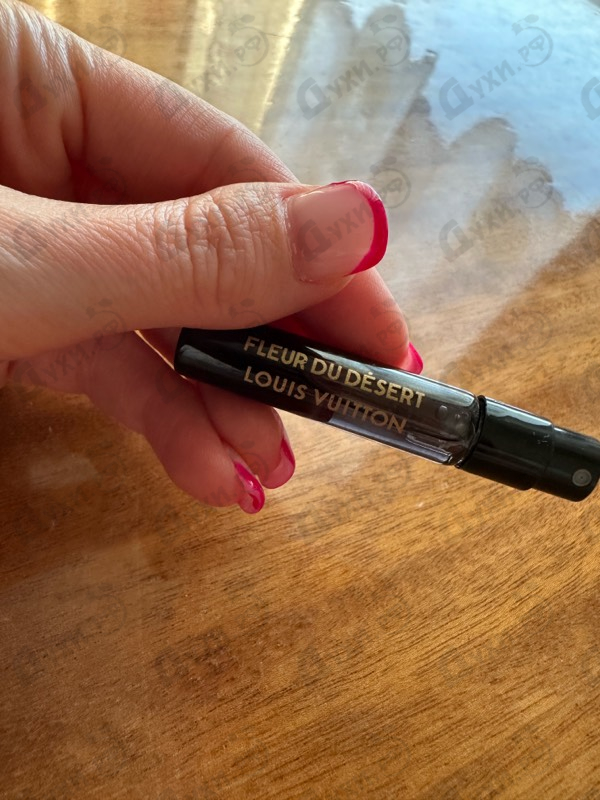 FLEUR DU DÉSERT
LOUIS VUITTON
Духи.РФ